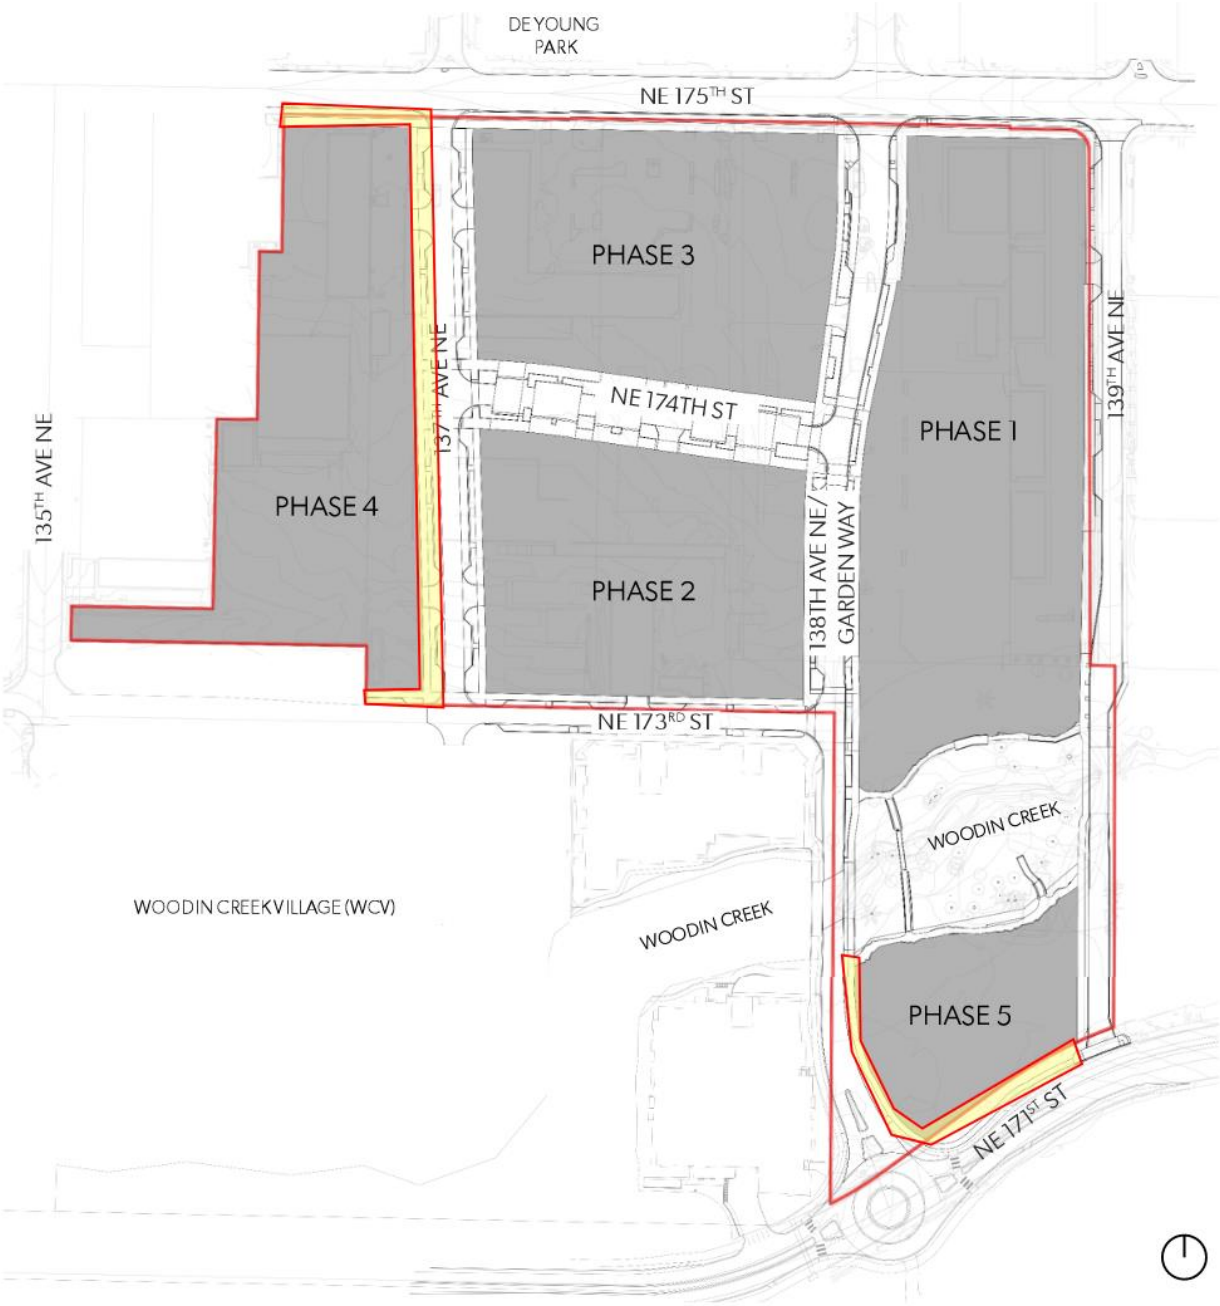 DE YOUNG
PARK
NE 175TH ST
PHASE 3
139TH AVE NE
137TH AVE NE
NE 174TH ST
PHASE 1
135TH AVE NE
PHASE 4
138TH AVE NE/
GARDEN WAY
PHASE 2
NE 173RD ST
WOODIN CREEK
WOODIN CREEK VILLAGE (WCV)
WOODIN CREEK
PHASE 5
NE 171ST ST